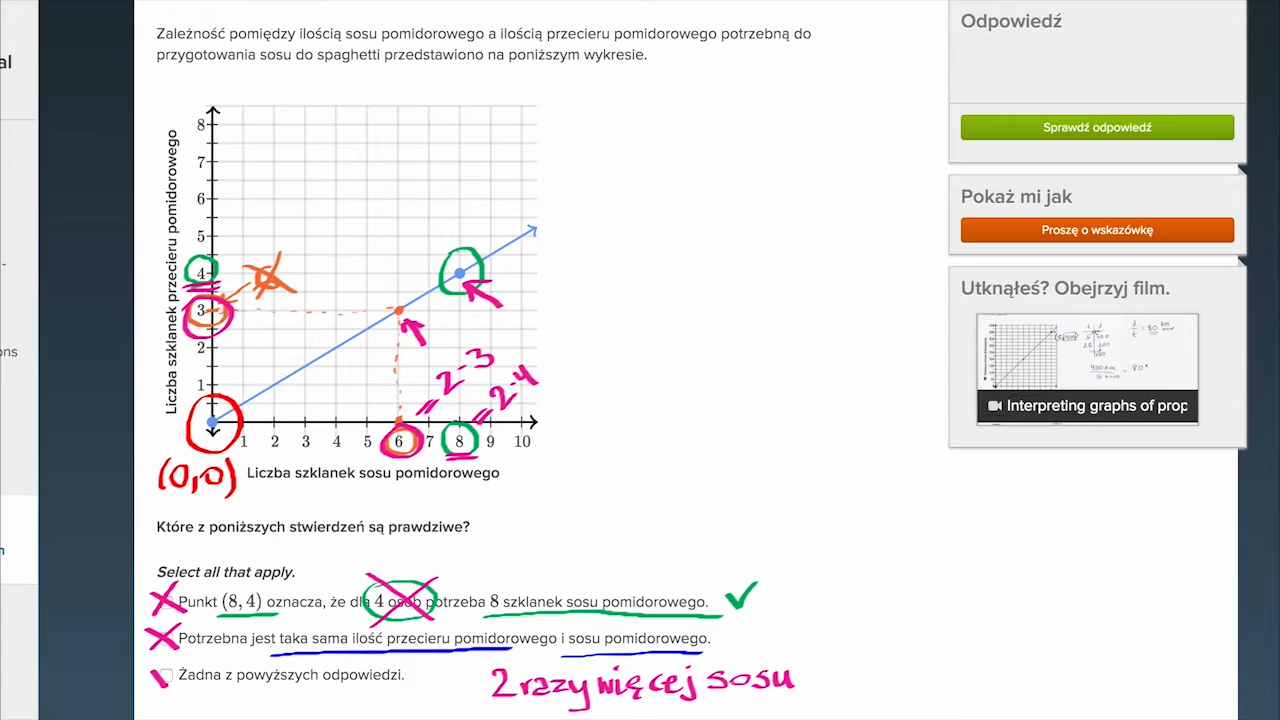 Zależność pomiędzy ilością sosu pomidorowego a ilością przecieru pomidorowego potrzebną do
przygotowania sosu do spaghetti przedstawiono na poniższym wykresie.
al
ons
h
Liczba szklanek przecieru pomidorowego
8
7
6
5
4
3
2
1
= 2·3
= 2·4
1 2 3 4 5 6 7 8 9 10
(0,0)
Liczba szklanek sosu pomidorowego
Które z poniższych stwierdzeń są prawdziwe?
Select all that apply.
Punkt (8, 4) oznacza, że dla 4 osób potrzeba 8 szklanek sosu pomidorowego.
Potrzebna jest taka sama ilość przecieru pomidorowego i sosu pomidorowego.
Żadna z powyższych odpowiedzi.
2 razy więcej sosu
Odpowiedź
Sprawdź odpowiedź
Pokaż mi jak
Proszę o wskazówkę
Utknąłeś? Obejrzyj film.
Interpreting graphs of prop